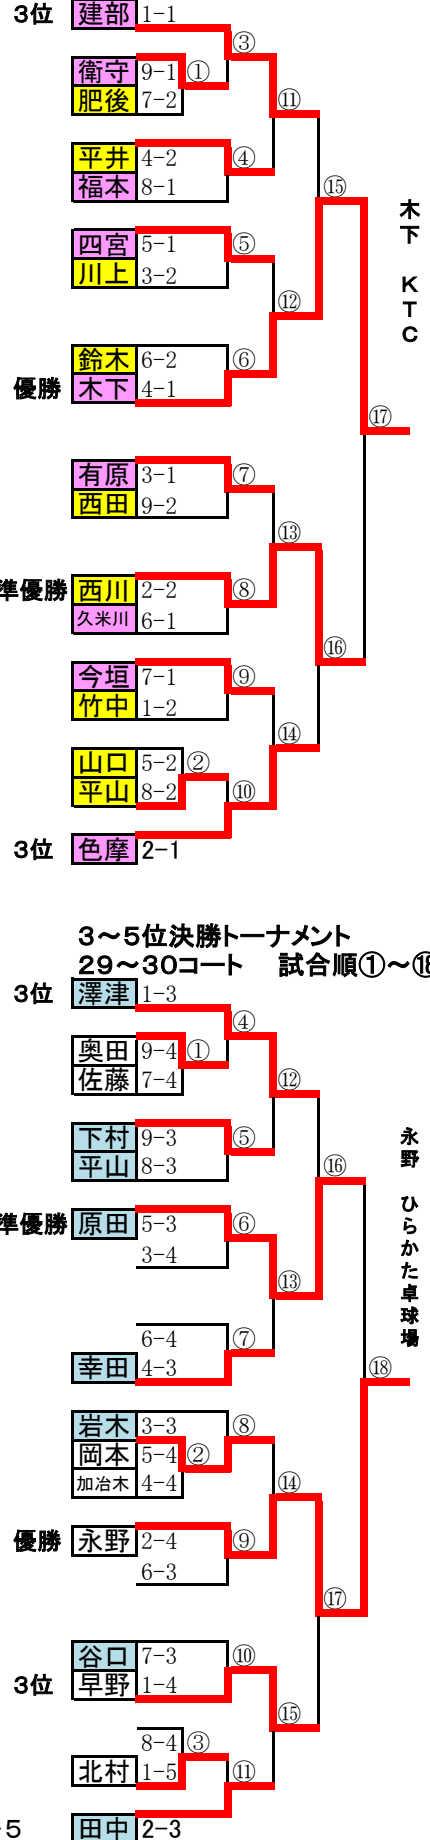 3位 建部 1-1
③
衛守 9-1 ①
肥後 7-2
⑪
平井 4-2 ④
福本 8-1
⑮
四宮 5-1 ⑤
川上 3-2
⑫
鈴木 6-2 ⑥
優勝 木下 4-1
木下 KTC
⑰
有原 3-1 ⑦
西田 9-2
⑬
準優勝 西川 2-2 ⑧
久米川 6-1
⑯
今垣 7-1 ⑨
竹中 1-2
⑭
山口 5-2 ②
平山 8-2 ⑩
3位 色摩 2-1
3~5位決勝トーナメント
29~30コート 試合順①~⑱
3位 澤津 1-3
④
奥田 9-4 ①
佐藤 7-4
⑫
下村 9-3 ⑤
平山 8-3
⑯
準優勝 原田 5-3 ⑥
3-4
⑬
6-4 ⑦
幸田 4-3
永野 ひらかた卓球場
⑱
岩木 3-3 ⑧
岡本 5-4 ②
加冶木 4-4
⑭
優勝 永野 2-4 ⑨
6-3
⑰
谷口 7-3 ⑩
3位 早野 1-4
⑮
8-4 ③
北村 1-5 ⑪
-5 田中 2-3